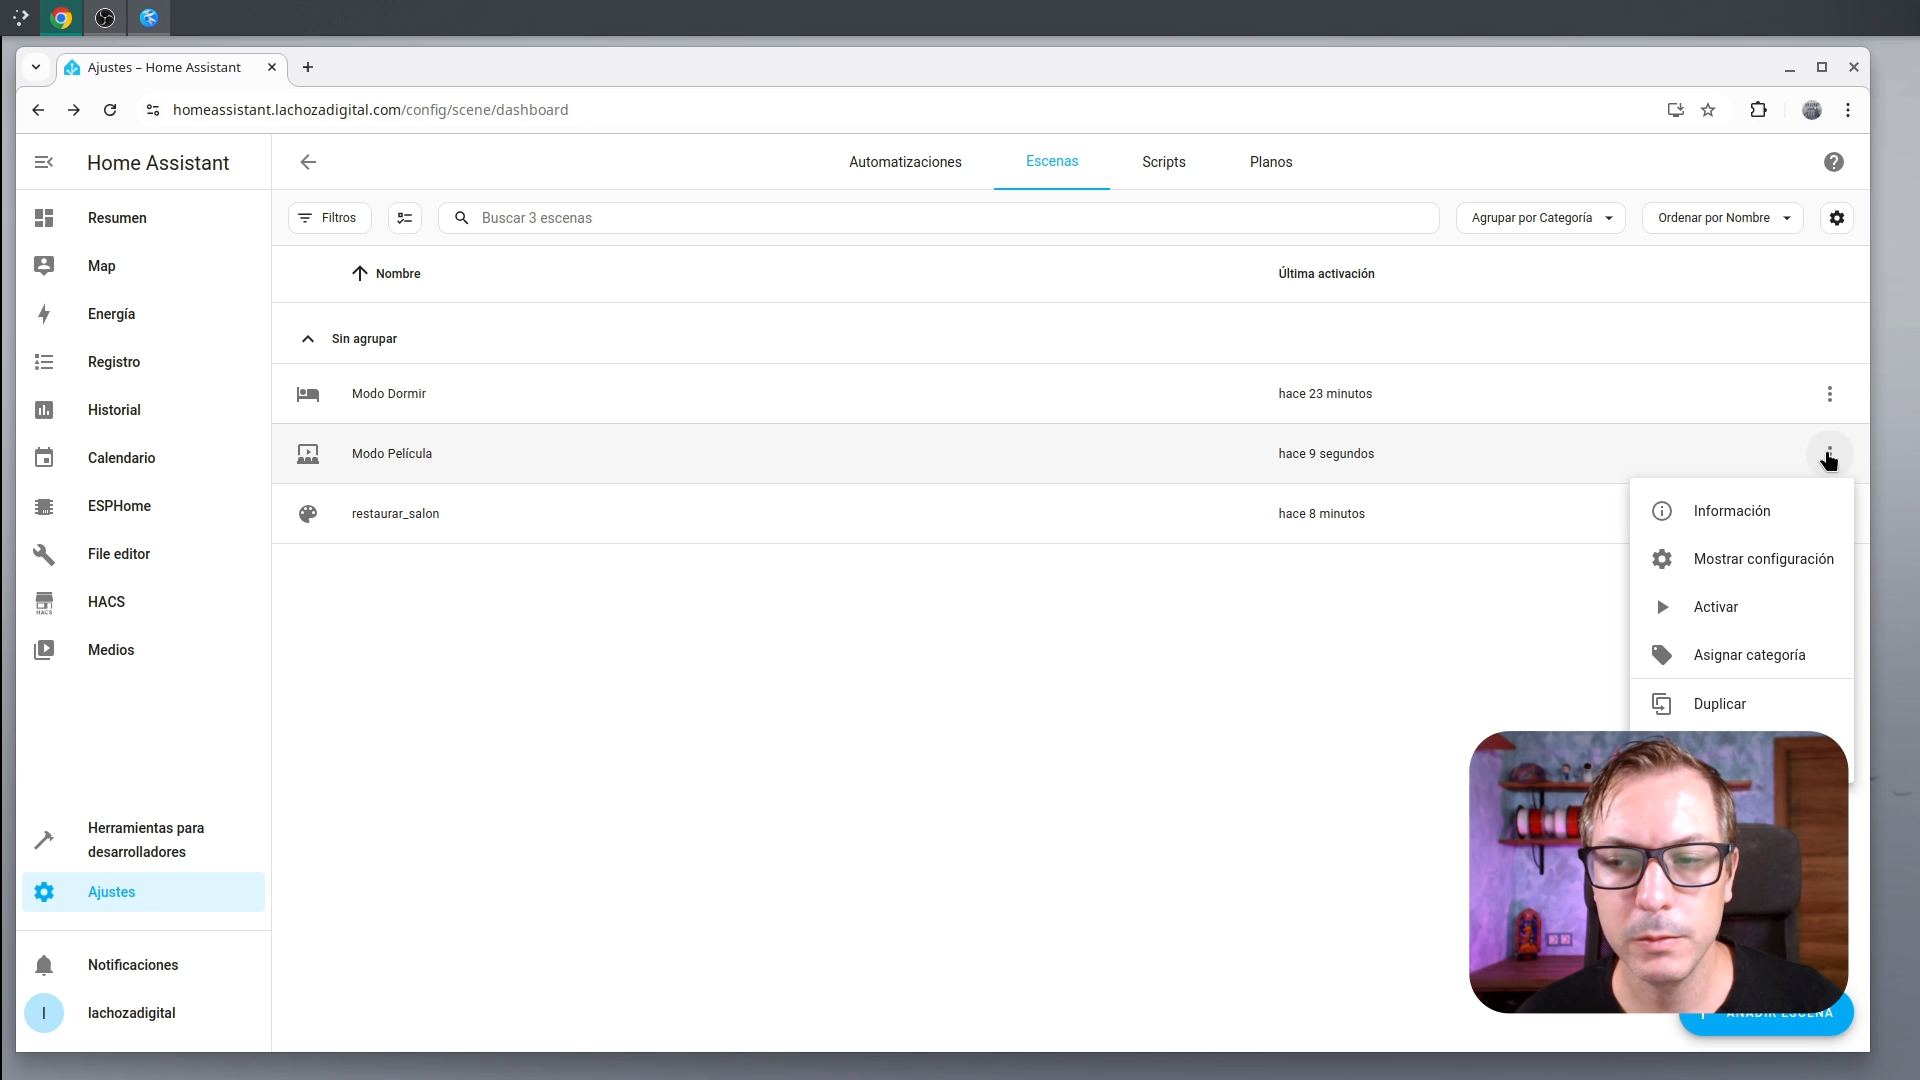 Ajustes – Home Assistant
homeassistant.lachozadigital.com/config/scene/dashboard
Home Assistant
Automatizaciones
Escenas
Scripts
Planos
Filtros
Buscar 3 escenas
Agrupar por Categoría
Ordenar por Nombre
Nombre
Última activación
Sin agrupar
Modo Dormir
hace 23 minutos
Modo Película
hace 9 segundos
restaurar_salon
hace 8 minutos
Información
Mostrar configuración
Activar
Asignar categoría
Duplicar
AÑADIR ESCENA
Resumen
Map
Energía
Registro
Historial
Calendario
ESPHome
File editor
HACS
HACS
Medios
Herramientas para
desarrolladores
Ajustes
Notificaciones
l
lachozadigital